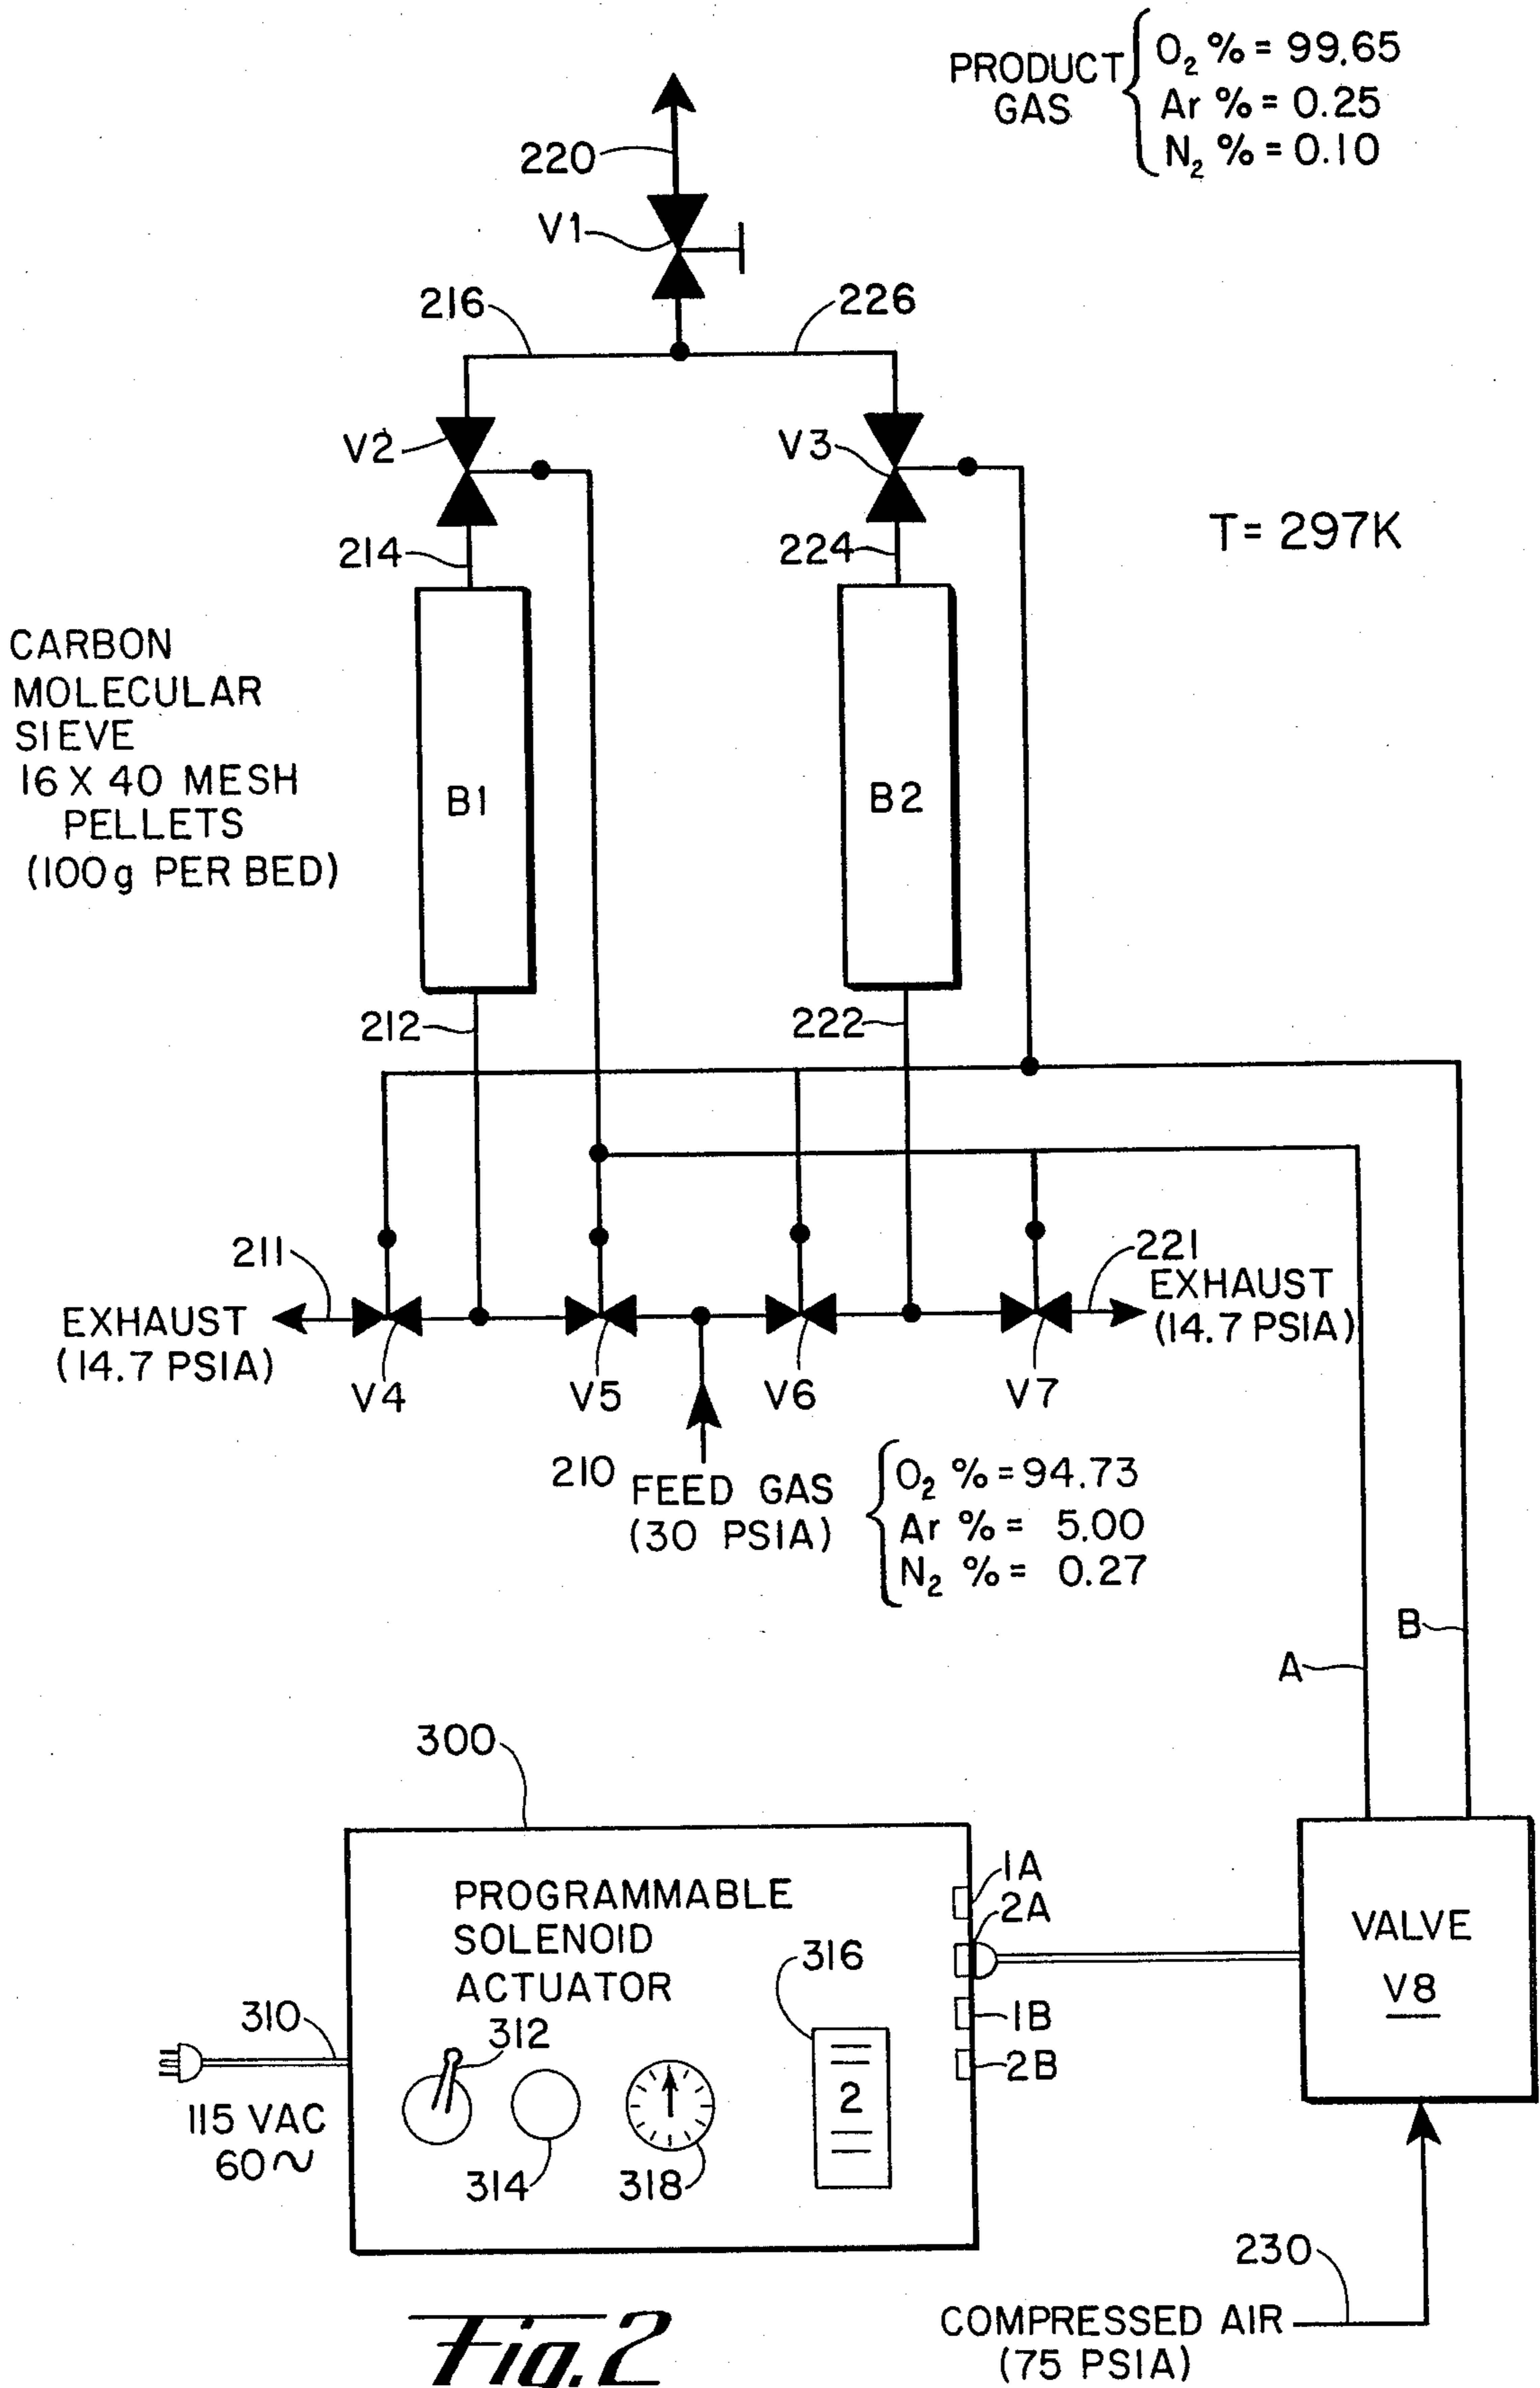 PRODUCT GAS
O₂ % = 99.65
Ar % = 0.25
N₂ % = 0.10
220
V1
216
226
V2
V3
214
224
T= 297K
CARBON
MOLECULAR
SIEVE
16 X 40 MESH
PELLETS
(100g PER BED)
B1
B2
212
222
211
221
EXHAUST
(14.7 PSIA)
EXHAUST
(14.7 PSIA)
V4
V5
V6
V7
210
FEED GAS
(30 PSIA)
O₂ % = 94.73
Ar % = 5.00
N₂ % = 0.27
A
B
300
PROGRAMMABLE
SOLENOID
ACTUATOR
1A
2A
1B
2B
316
2
310
312
314
318
115 VAC
60~
VALVE
V8
230
COMPRESSED AIR
(75 PSIA)
Fig. 2